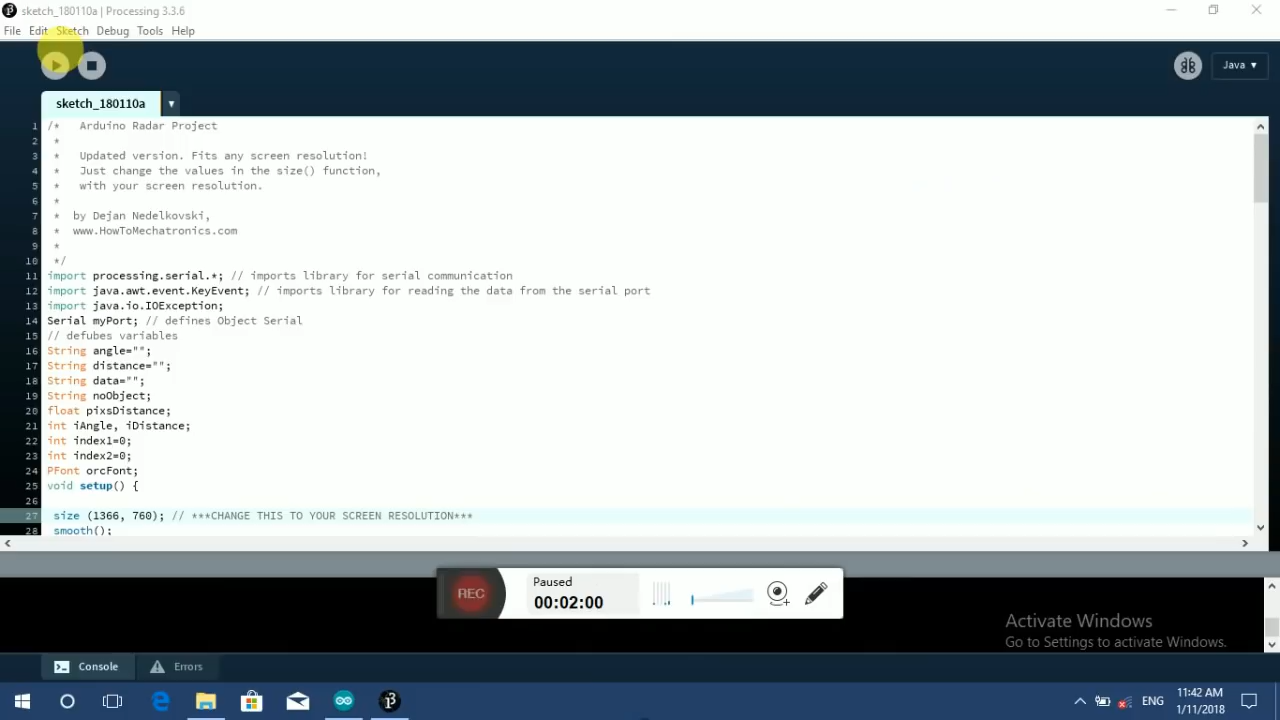 sketch_180110a | Processing 3.3.6
File Edit Sketch Debug Tools Help
Java ▾
sketch_180110a
1 /*   Arduino Radar Project
2  *
3  *   Updated version. Fits any screen resolution!
4  *   Just change the values in the size() function,
5  *   with your screen resolution.
6  *
7  *  by Dejan Nedelkovski,
8  *  www.HowToMechatronics.com
9  *
10  */
11 import processing.serial.*; // imports library for serial communication
12 import java.awt.event.KeyEvent; // imports library for reading the data from the serial port
13 import java.io.IOException;
14 Serial myPort; // defines Object Serial
15 // defubes variables
16 String angle="";
17 String distance="";
18 String data="";
19 String noObject;
20 float pixsDistance;
21 int iAngle, iDistance;
22 int index1=0;
23 int index2=0;
24 PFont orcFont;
25 void setup() {
26
27  size (1366, 760); // ***CHANGE THIS TO YOUR SCREEN RESOLUTION***
28  smooth();
REC
Paused
00:02:00
Activate Windows
Go to Settings to activate Windows.
Console Errors
ENG
11:42 AM
1/11/2018